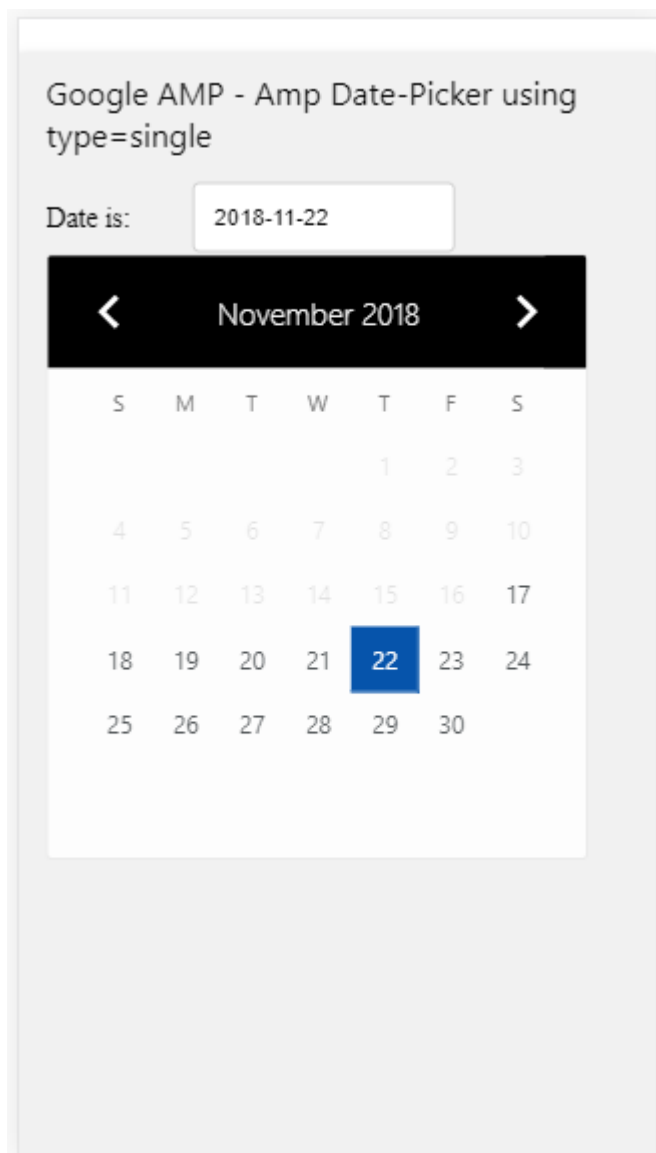 Google AMP - Amp Date-Picker using
type=single
Date is: 2018-11-22
November 2018
S M T W T F S
1 2 3
4 5 6 7 8 9 10
11 12 13 14 15 16 17
18 19 20 21 22 23 24
25 26 27 28 29 30